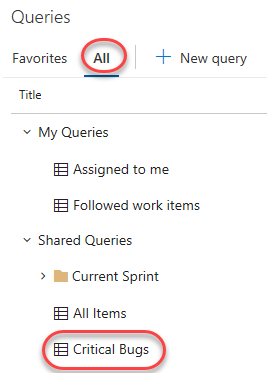 Queries
Favorites All + New query
Title
My Queries
Assigned to me
Followed work items
Shared Queries
Current Sprint
All Items
Critical Bugs